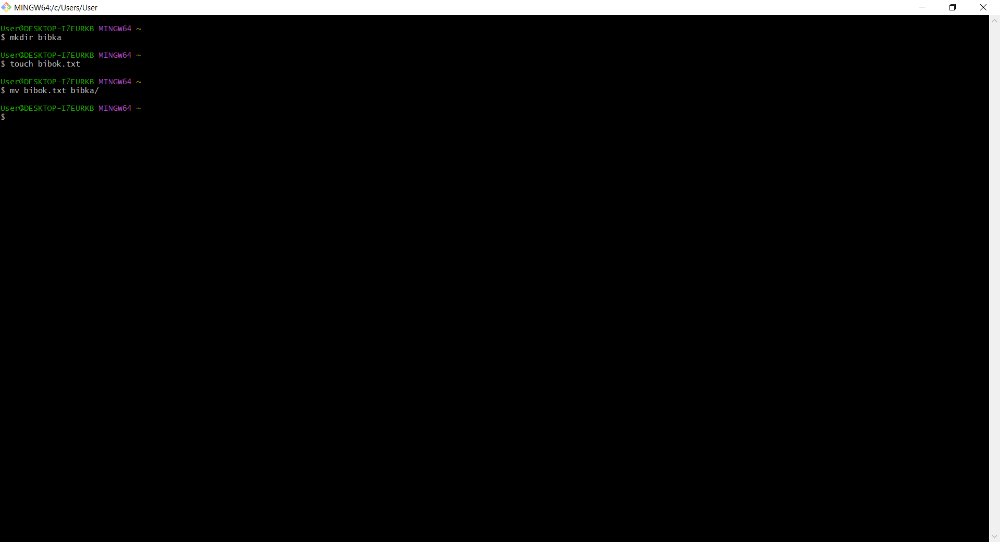 MINGW64:/c/Users/User
User@DESKTOP-I7EURKB MINGW64 ~
$ mkdir bibka
User@DESKTOP-I7EURKB MINGW64 ~
$ touch bibok.txt
User@DESKTOP-I7EURKB MINGW64 ~
$ mv bibok.txt bibka/
User@DESKTOP-I7EURKB MINGW64 ~
$